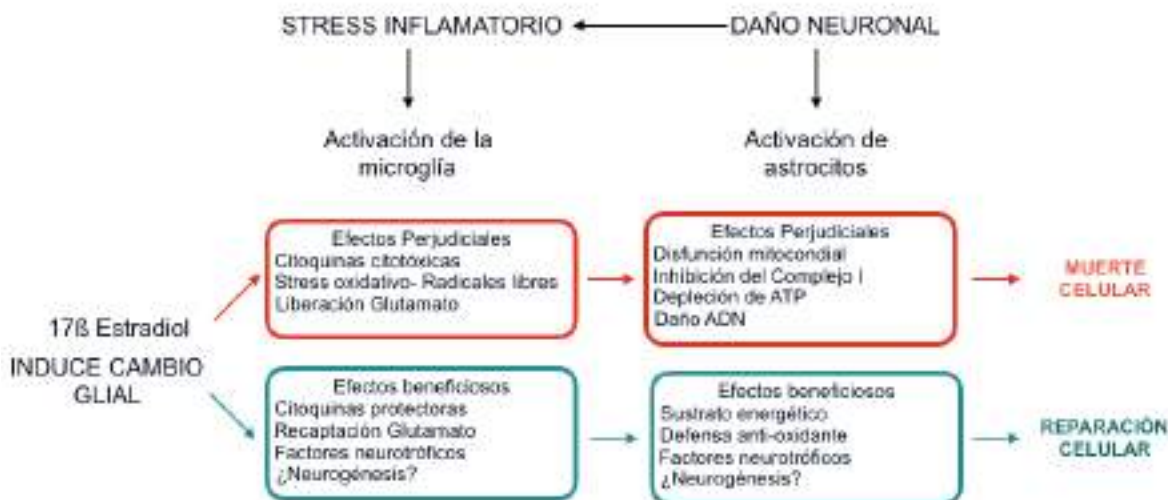 STRESS INFLAMATORIO
DAÑO NEURONAL
Activación de la
microglía
Activación de
astrocitos
Efectos Perjudiciales
Citoquinas citotóxicas
Stress oxidativo- Radicales libres
Liberación Glutamato
Efectos Perjudiciales
Disfunción mitocondial
Inhibición del Complejo I
Depleción de ATP
Daño ADN
MUERTE
CELULAR
17ß Estradiol
INDUCE CAMBIO
GLIAL
Efectos beneficiosos
Citoquinas protectoras
Recaptación Glutamato
Factores neurotróficos
¿Neurogénesis?
Efectos beneficiosos
Sustrato energético
Defensa anti-oxidante
Factores neurotróficos
¿Neurogénesis?
REPARACIÓN
CELULAR